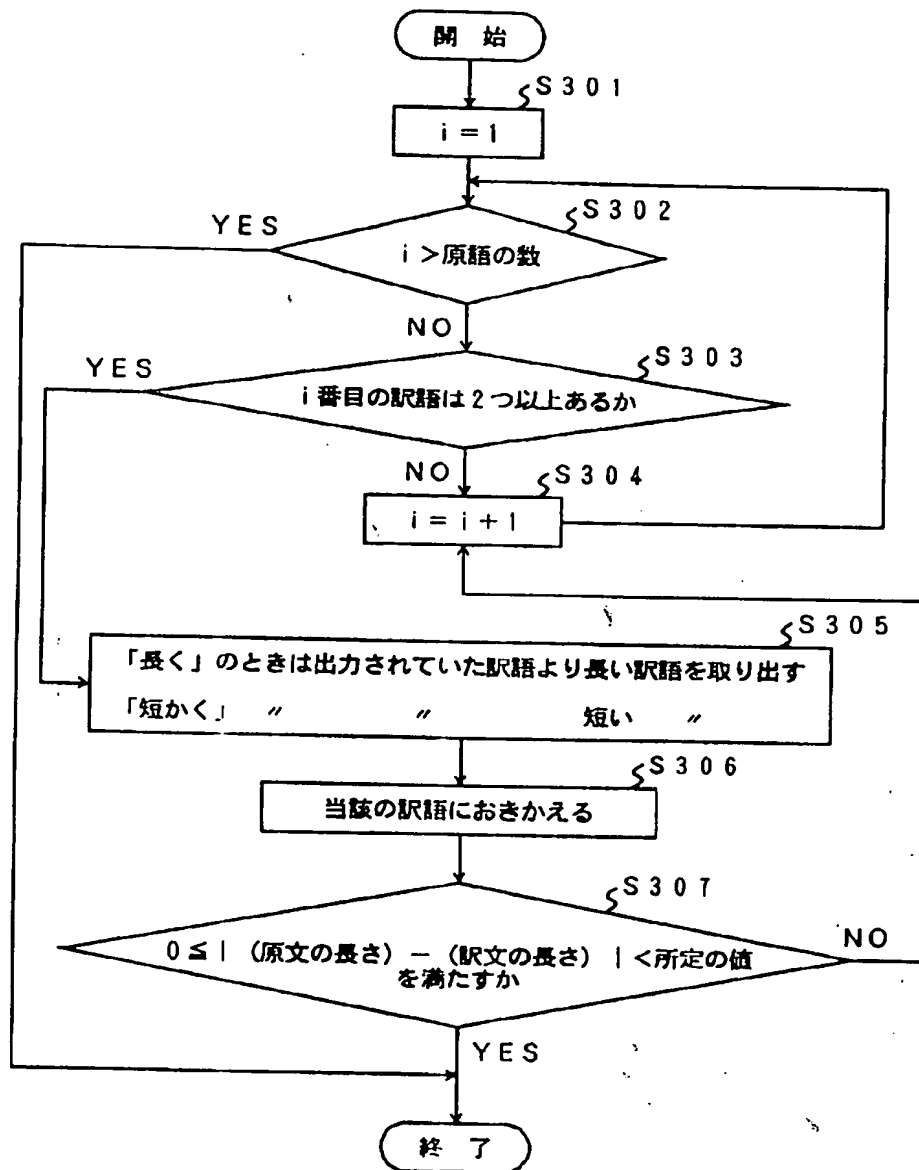 開 始
S301
i = 1
S302
YES
i >原語の数
NO
S303
YES
i番目の訳語は2つ以上あるか
NO
S304
i = i + 1
S305
「長く」のときは出力されていた訳語より長い訳語を取り出す
「短かく」 〃 〃 短い 〃
S306
当該の訳語におきかえる
S307
0≦|(原文の長さ)−(訳文の長さ)|<所定の値
を満たすか
NO
YES
終 了